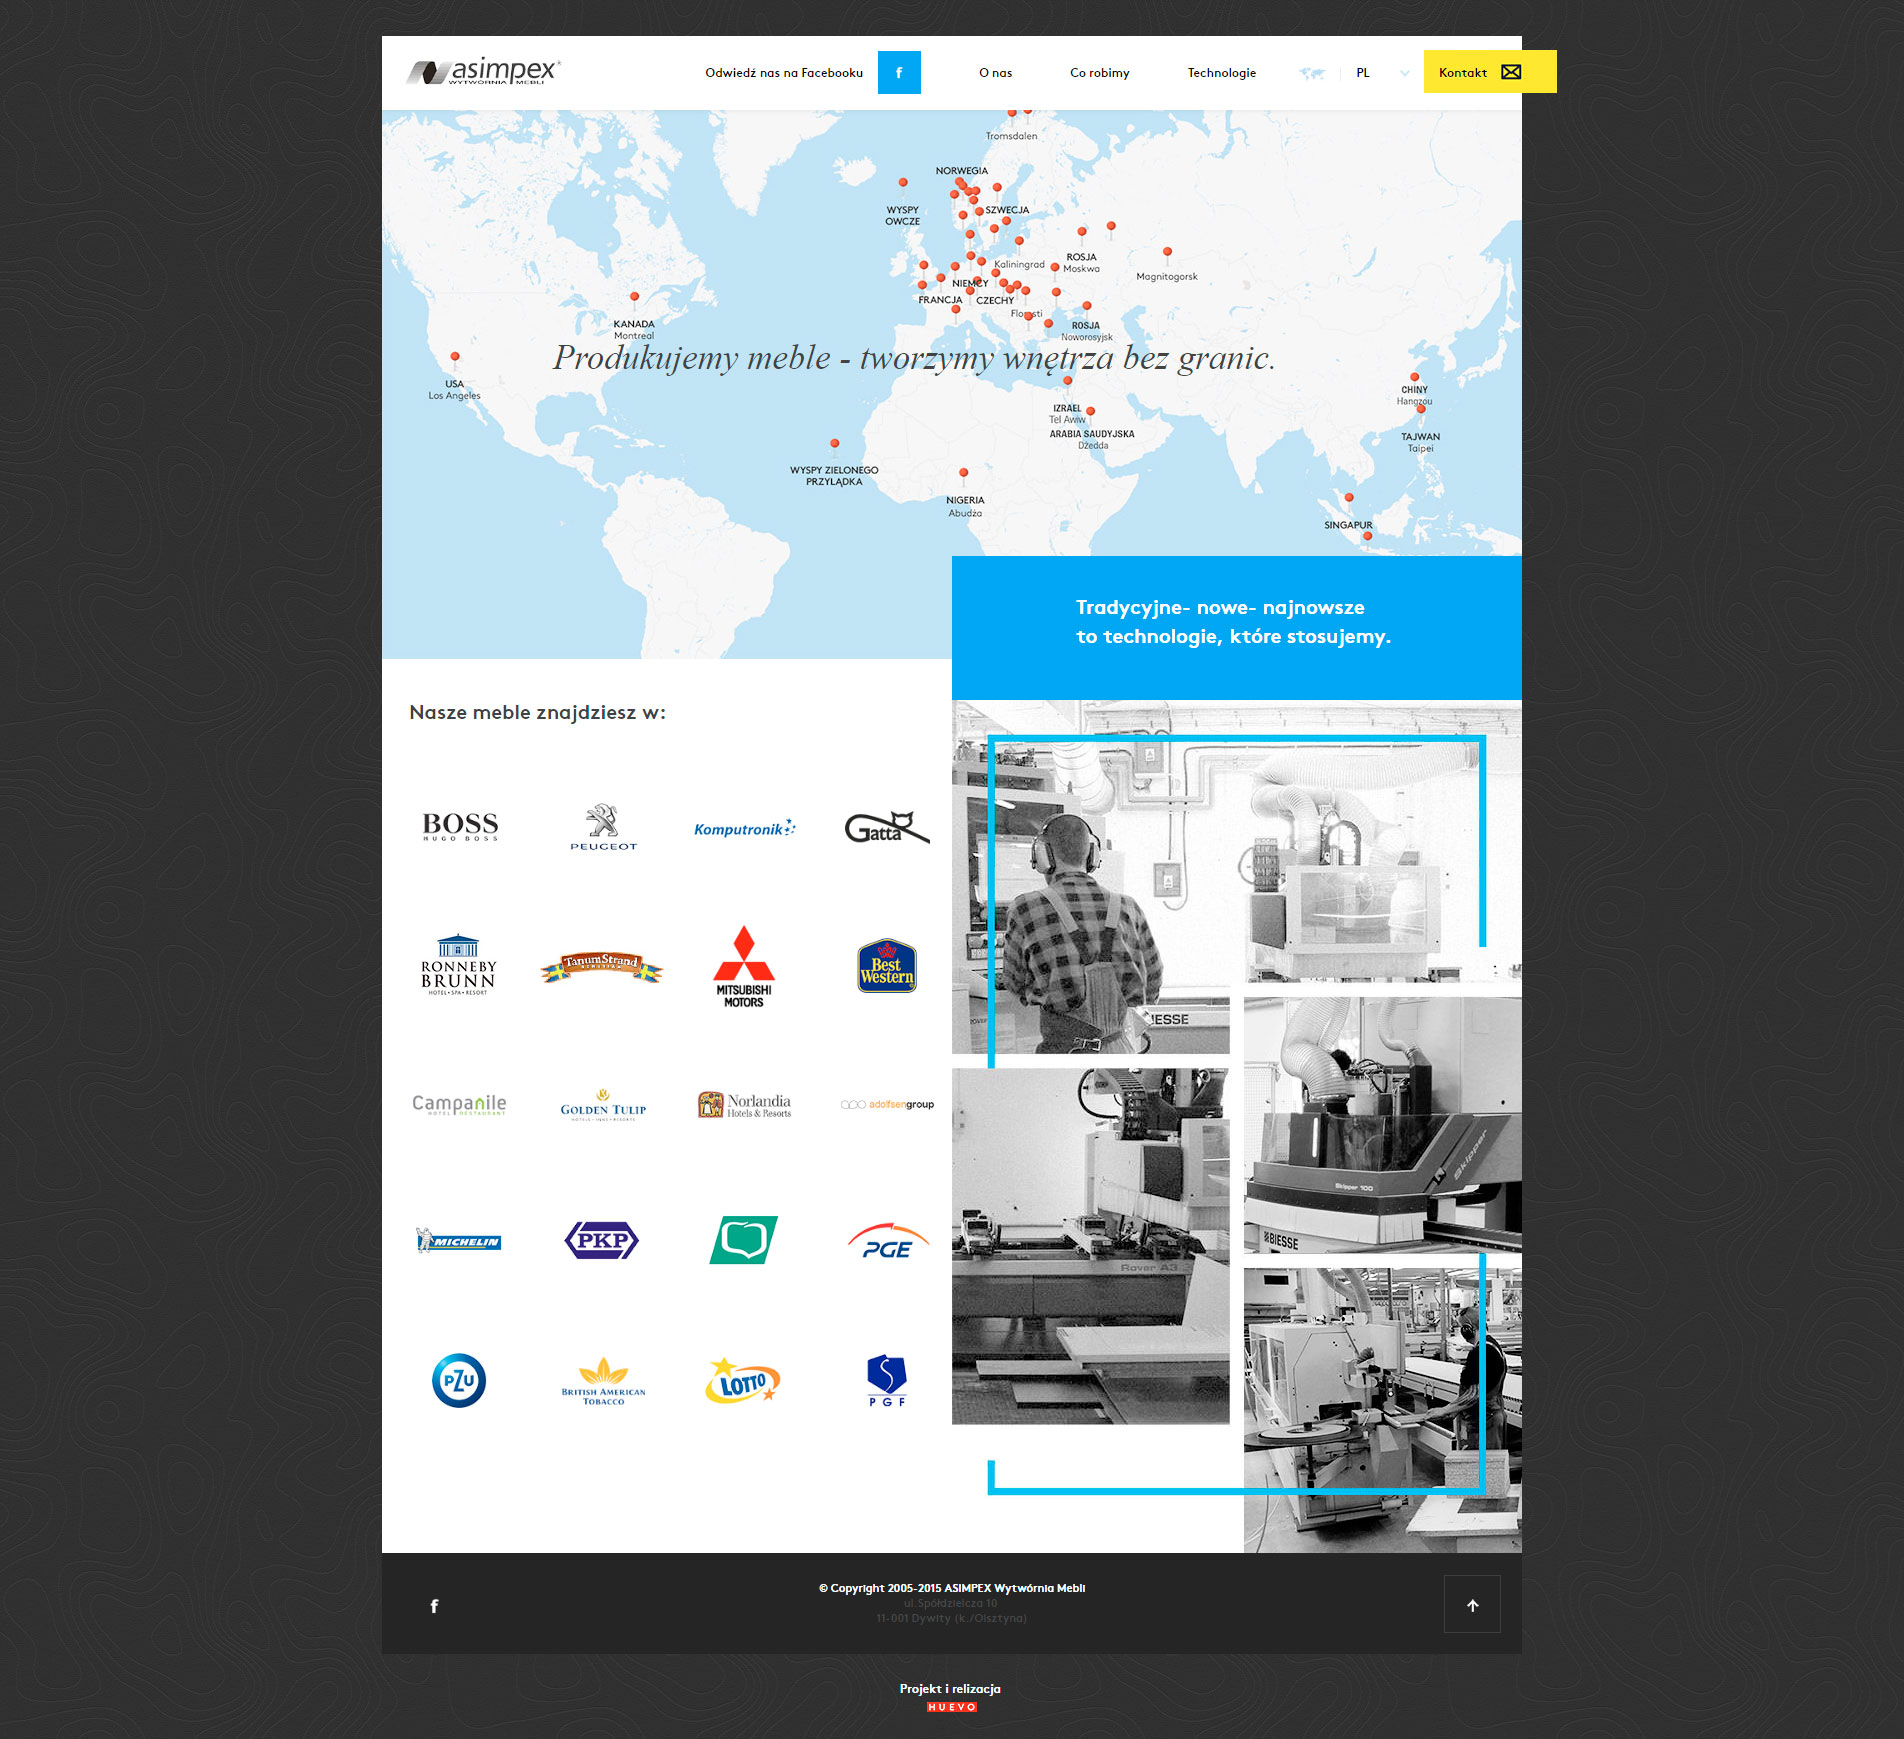 asimpex®
WYTWÓRNIA MEBLI
Odwiedź nas na Facebooku
f
O nas
Co robimy
Technologie
PL
Kontakt
Tromsdalen
NORWEGIA
WYSPY
OWCZE
SZWECJA
ROSJA
Moskwa
Kaliningrad
Magnitogorsk
NIEMCY
FRANCJA
CZECHY
KANADA
Montreal
ROSJA
Noworosyjsk
Produkujemy meble - tworzymy wnętrza bez granic.
USA
Los Angeles
CHINY
Hangzou
IZRAEL
Tel Awiw
ARABIA SAUDYJSKA
Dżedda
TAJWAN
Taipei
WYSPY ZIELONEGO
PRZYLĄDKA
NIGERIA
Abudża
SINGAPUR
Tradycyjne- nowe- najnowsze
to technologie, które stosujemy.
Nasze meble znajdziesz w:
BOSS
HUGO BOSS
PEUGEOT
Komputronik
Gatta
RONNEBY
BRUNN
HOTEL • SPA • RESORT
TanumStrand
MITSUBISHI
MOTORS
Best
Western
Campanile
HOTEL RESTAURANT
GOLDEN TULIP
HOTELS • INNS • RESORTS
Norlandia
Hotels & Resorts
adolfsengroup
MICHELIN
PKP
PGE
PZU
BRITISH AMERICAN
TOBACCO
LOTTO
PGF
BIESSE
Skipper
Skipper 100
BIESSE
Rover A3
© Copyright 2005-2015 ASIMPEX Wytwórnia Mebli
ul.Spółdzielcza 10
11-001 Dywity (k./Olsztyna)
f
Projekt i relizacja
HUEVO